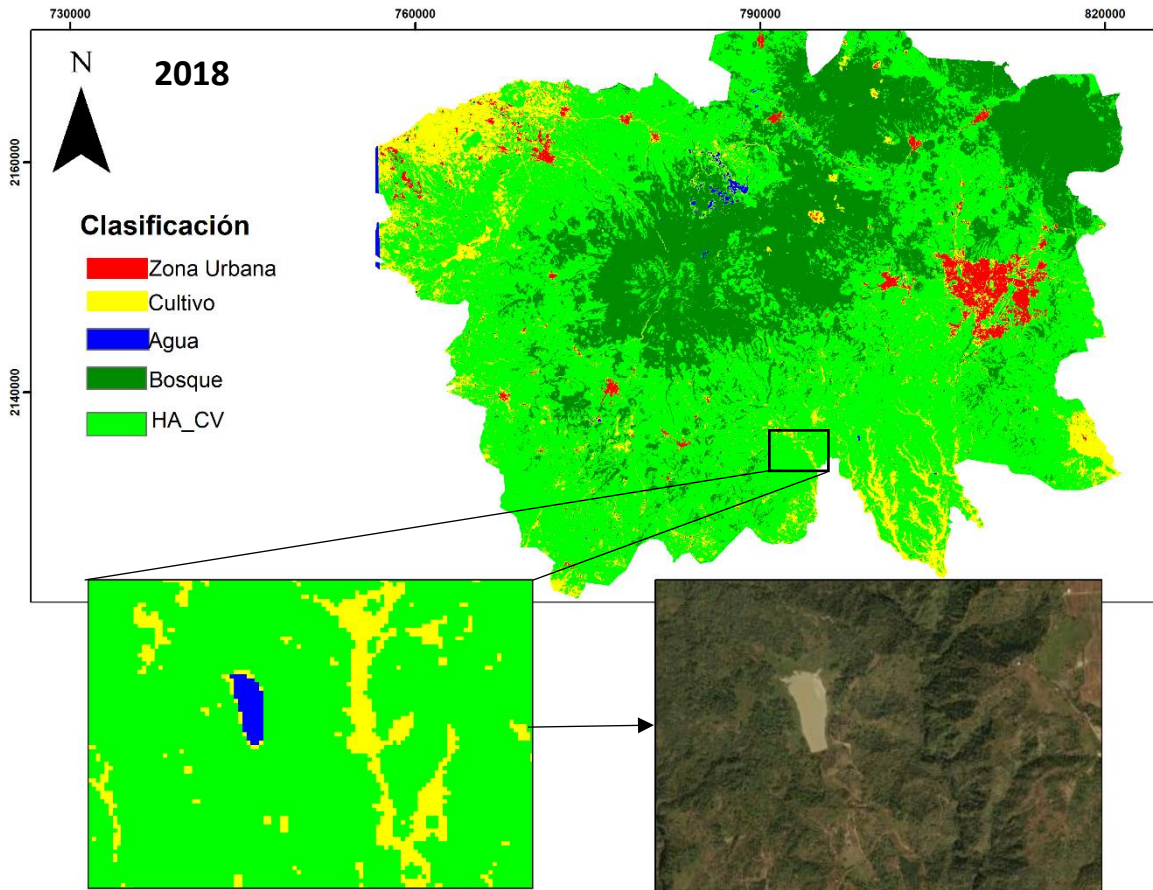 730000
760000
790000
820000
N
2018
2160000
2140000
Clasificación
Zona Urbana
Cultivo
Agua
Bosque
HA_CV